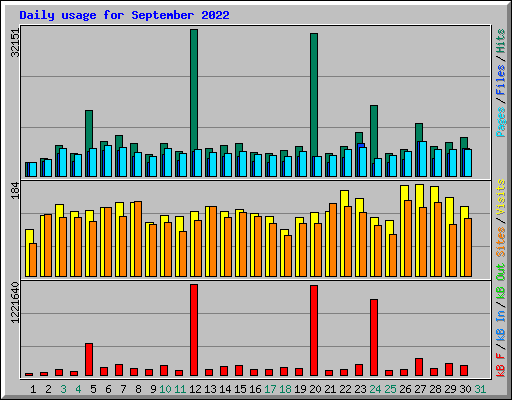 Daily usage for September 2022
32151
Pages / Files / Hits
184
Sites / Visits
1221640
kB F / kB In / kB Out
1 2 3 4 5 6 7 8 9 10 11 12 13 14 15 16 17 18 19 20 21 22 23 24 25 26 27 28 29 30 31